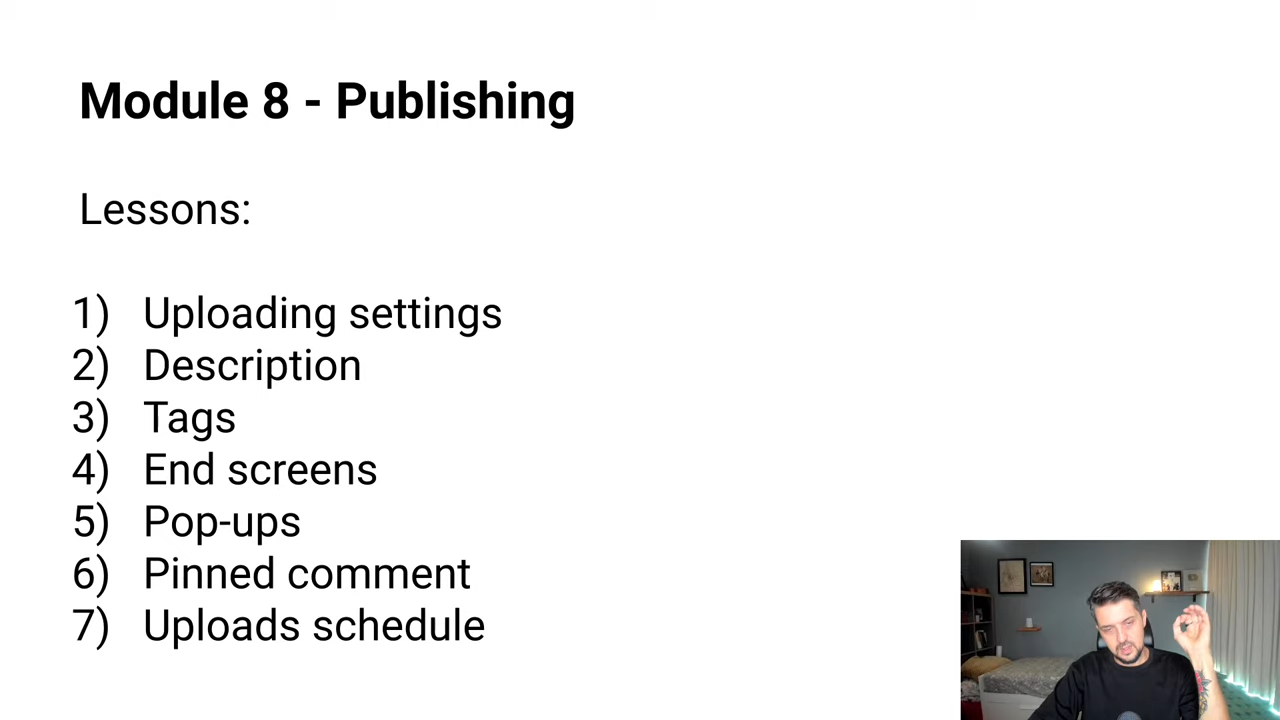 Module 8 - Publishing
Lessons:
1) Uploading settings
2) Description
3) Tags
4) End screens
5) Pop-ups
6) Pinned comment
7) Uploads schedule